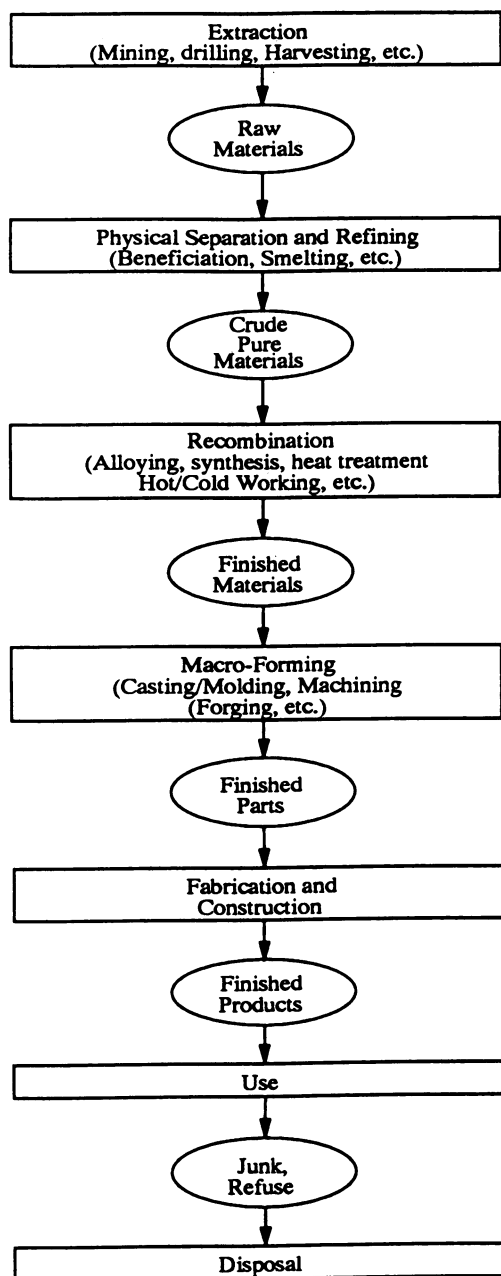 Extraction
(Mining, drilling, Harvesting, etc.)
Raw
Materials
Physical Separation and Refining
(Beneficiation, Smelting, etc.)
Crude
Pure
Materials
Recombination
(Alloying, synthesis, heat treatment
Hot/Cold Working, etc.)
Finished
Materials
Macro-Forming
(Casting/Molding, Machining
(Forging, etc.)
Finished
Parts
Fabrication and
Construction
Finished
Products
Use
Junk,
Refuse
Disposal